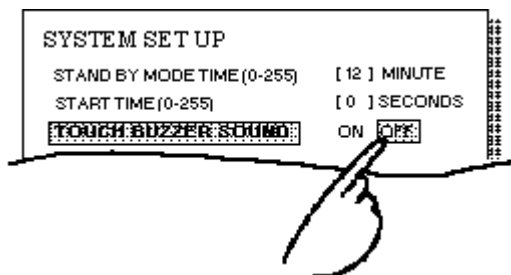 SYSTEM SET UP
STAND BY MODE TIME (0-255) [ 12 ] MINUTE
START TIME (0-255) [ 0 ] SECONDS
TOUCH BUZZER SOUND ON OFF